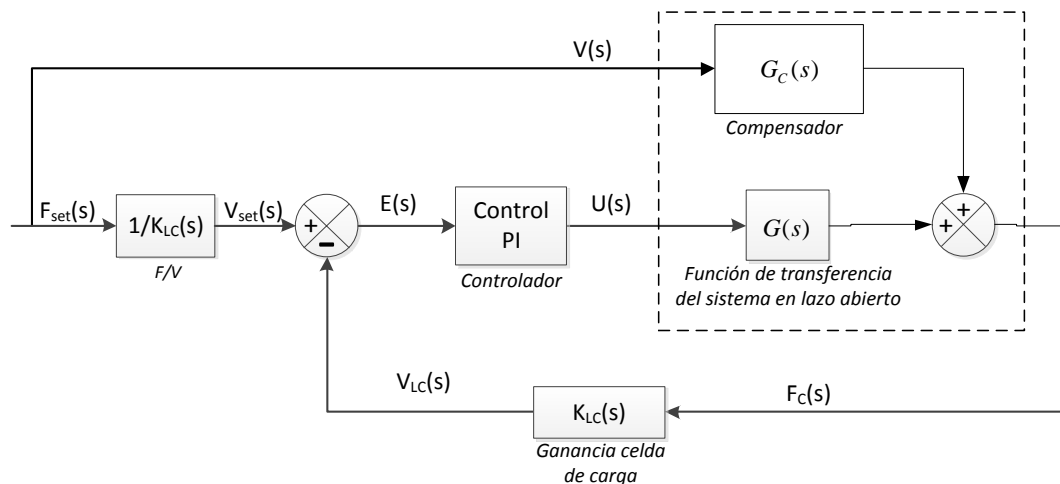 V(s)
G_C(s)
Compensador
F_set(s)
1/K_LC(s)
F/V
V_set(s)
+
-
E(s)
Control
PI
Controlador
U(s)
G(s)
Función de transferencia
del sistema en lazo abierto
+
+
V_LC(s)
K_LC(s)
Ganancia celda
de carga
F_C(s)